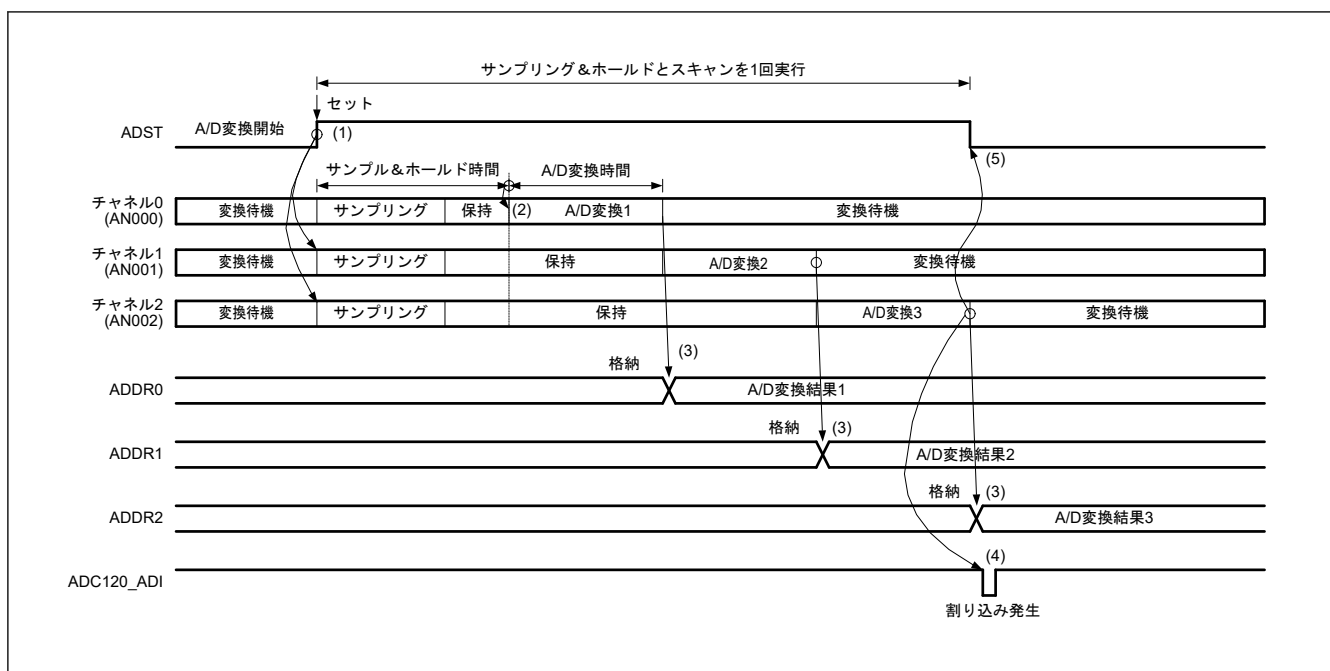 サンプリング&ホールドとスキャンを1回実行
セット
ADST
A/D変換開始
(1)
(5)
サンプル&ホールド時間
A/D変換時間
チャネル0
(AN000)
変換待機
サンプリング
保持
(2)
A/D変換1
変換待機
チャネル1
(AN001)
変換待機
サンプリング
保持
A/D変換2
変換待機
チャネル2
(AN002)
変換待機
サンプリング
保持
A/D変換3
変換待機
格納
(3)
ADDR0
A/D変換結果1
格納
(3)
ADDR1
A/D変換結果2
格納
(3)
ADDR2
A/D変換結果3
(4)
ADC120_ADI
割り込み発生